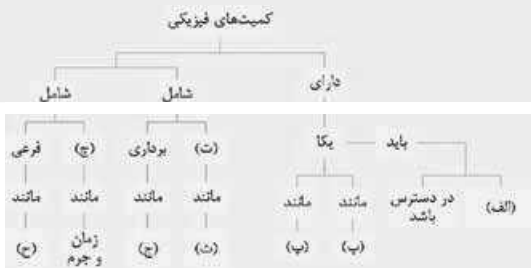 کمیت‌های فیزیکی
دارای شامل شامل
باید یکا (ت) برداری (چ) فرعی
(الف) در دسترس باشد مانند مانند مانند مانند مانند مانند
(ب) (پ) (ث) (ج) زمان و جرم (ح)